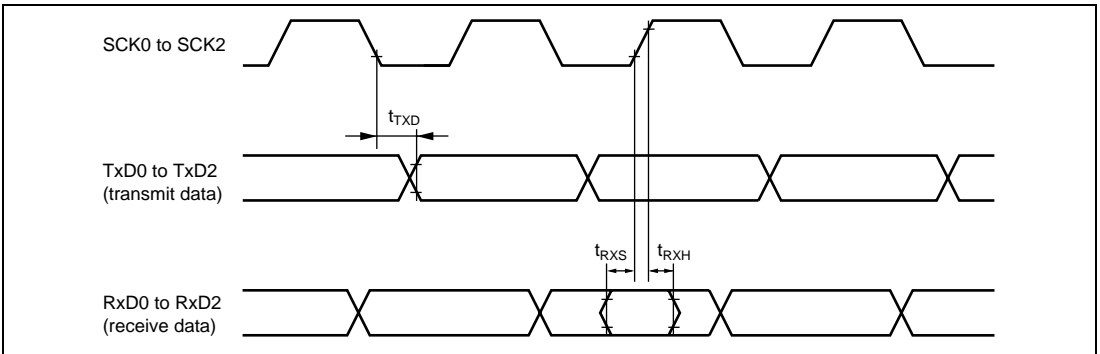 SCK0 to SCK2
tTXD
TxD0 to TxD2
(transmit data)
tRXS
tRXH
RxD0 to RxD2
(receive data)